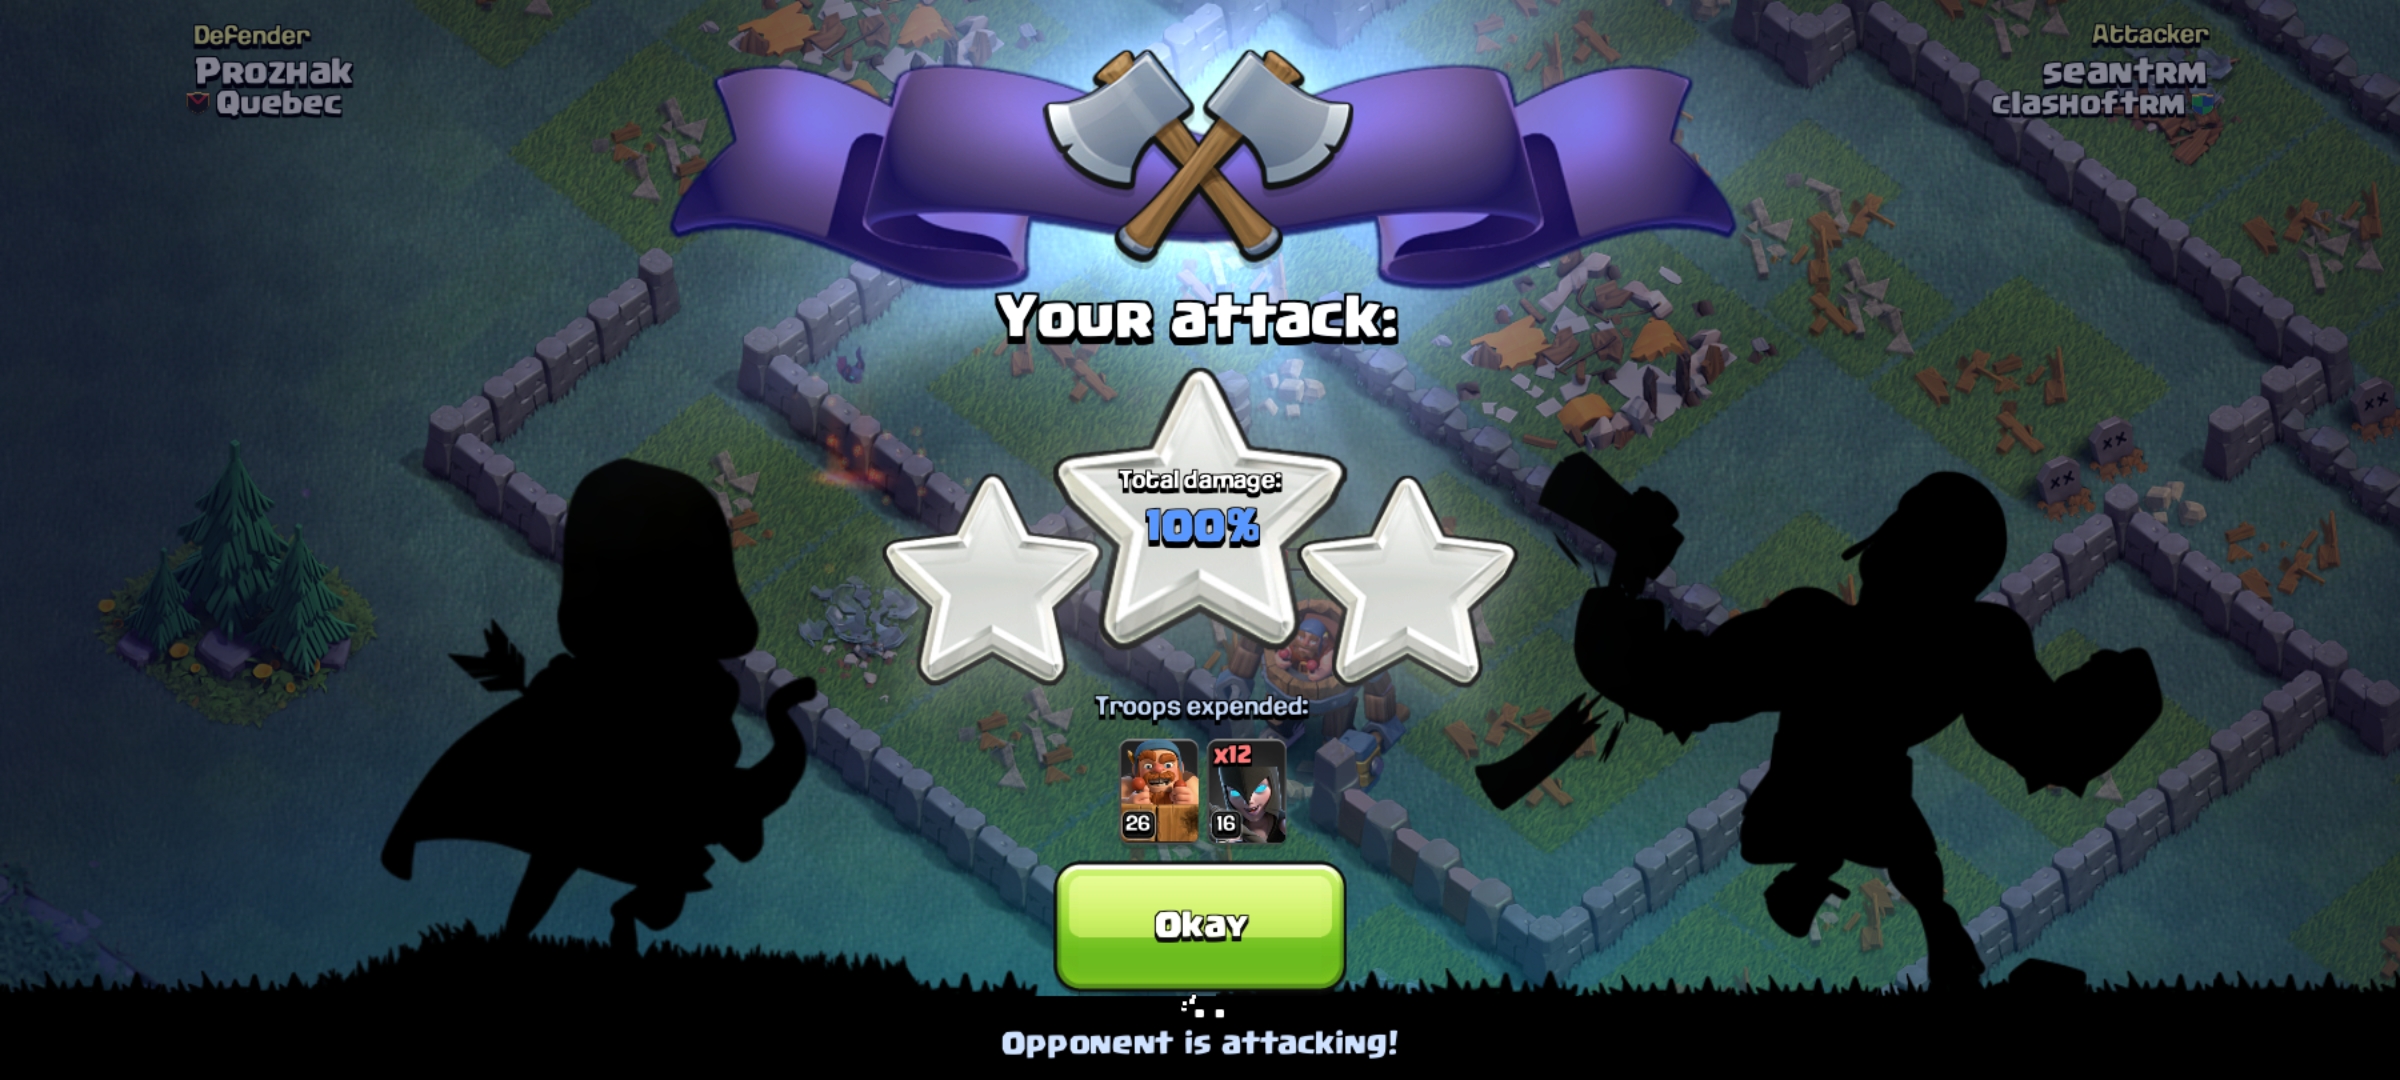 Defender
Prozhak
Quebec
Attacker
seantRM
clashoftRM
Your attack:
Total damage:
100%
Troops expended:
26
x12
16
Okay
Opponent is attacking!